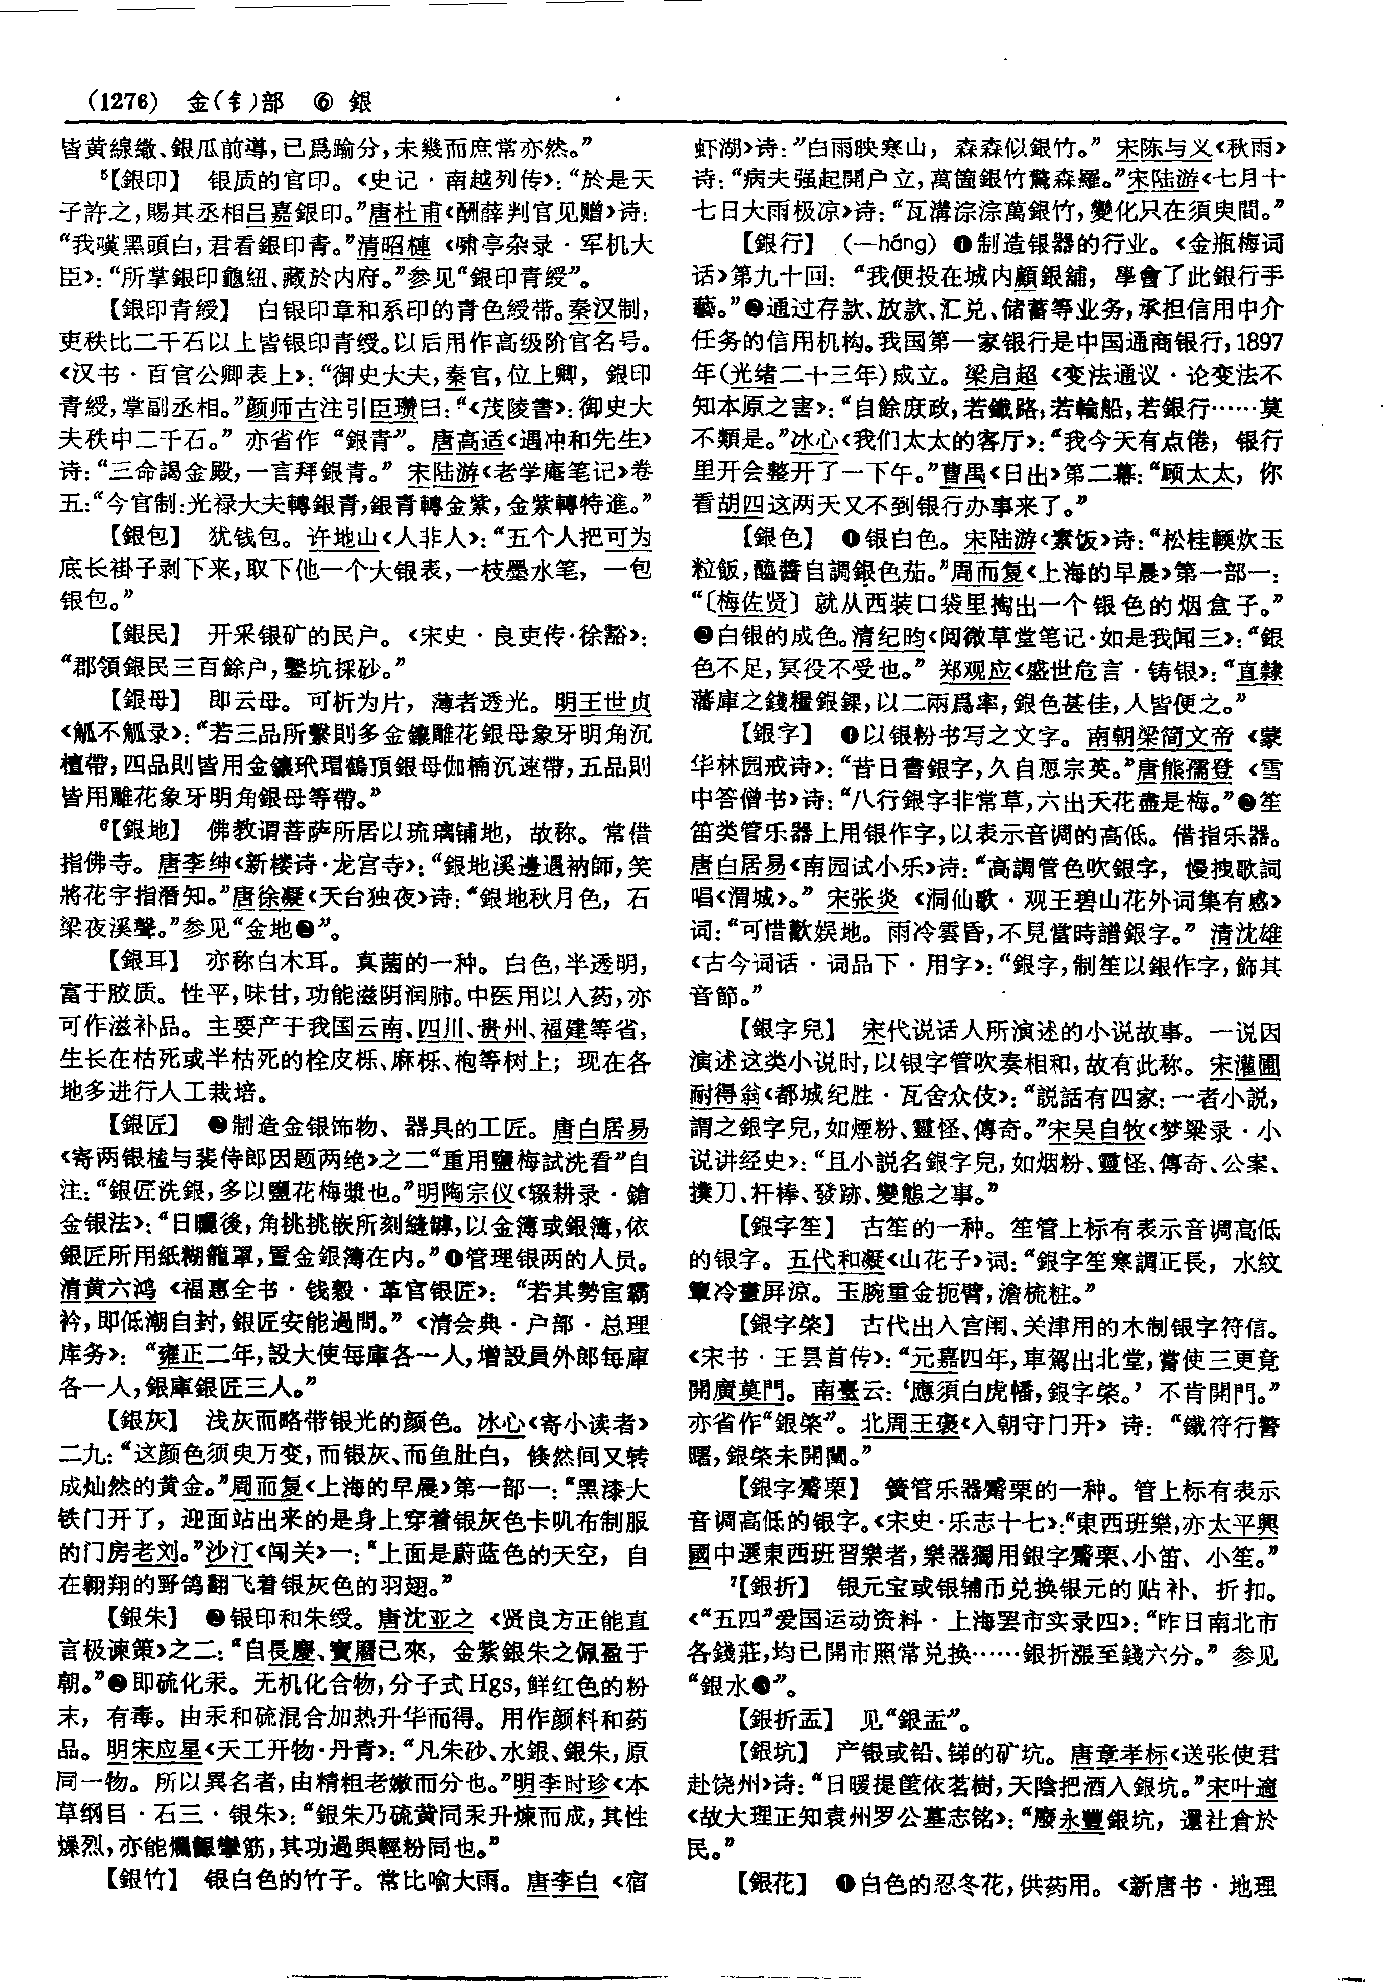 (1276) 金(钅)部 ⑥ 銀
皆黄線繖、銀瓜前導,已爲踰分,未幾而庶常亦然。”
⁵【銀印】 银质的官印。《史记·南越列传》:“於是天
子許之,賜其丞相吕嘉銀印。”唐杜甫《酬薛判官见赠》诗:
“我嘆黑頭白,君看銀印青。”清昭槤《啸亭杂录·军机大
臣》:“所掌銀印龜紐、藏於内府。”参见“銀印青綬”。
【銀印青綬】 白银印章和系印的青色綬带。秦汉制,
吏秩比二千石以上皆银印青绶。以后用作高级阶官名号。
《汉书·百官公卿表上》:“御史大夫,秦官,位上卿,銀印
青綬,掌副丞相。”颜师古注引臣瓒曰:“《茂陵書》:御史大
夫秩中二千石。”亦省作“銀青”。唐高适《遇冲和先生》
诗:“三命謁金殿,一言拜銀青。”宋陆游《老学庵笔记》卷
五:“今官制:光禄大夫轉銀青,銀青轉金紫,金紫轉特進。”
【銀包】 犹钱包。许地山《人非人》:“五个人把可为
底长褂子剥下来,取下他一个大银表,一枝墨水笔,一包
银包。”
【銀民】 开采银矿的民户。《宋史·良吏传·徐豁》:
“郡領銀民三百餘户,鑿坑採砂。”
【銀母】 即云母。可析为片,薄者透光。明王世贞
《觚不觚录》:“若三品所繫則多金鑲雕花銀母象牙明角沉
檀帶,四品則皆用金鑲玳瑁鶴頂銀母伽楠沉速帶,五品則
皆用雕花象牙明角銀母等帶。”
⁶【銀地】 佛教谓菩萨所居以琉璃铺地,故称。常借
指佛寺。唐李绅《新楼诗·龙宫寺》:“銀地溪邊遇衲師,笑
將花宇指潛知。”唐徐凝《天台独夜》诗:“銀地秋月色,石
梁夜溪聲。”参见“金地❷”。
【銀耳】 亦称白木耳。真菌的一种。白色,半透明,
富于胶质。性平,味甘,功能滋阴润肺。中医用以入药,亦
可作滋补品。主要产于我国云南、四川、贵州、福建等省,
生长在枯死或半枯死的栓皮栎、麻栎、枹等树上;现在各
地多进行人工栽培。
【銀匠】 ❷制造金银饰物、器具的工匠。唐白居易
《寄两银榼与裴侍郎因题两绝》之二“重用鹽梅試洗看”自
注:“銀匠洗銀,多以鹽花梅漿也。”明陶宗仪《辍耕录·鎗
金银法》:“日曬後,角挑挑嵌所刻縫罅,以金簿或銀簿,依
銀匠所用紙糊籠罩,置金銀簿在内。”❶管理银两的人员。
清黄六鸿《福惠全书·钱毅·革官银匠》:“若其勢宦霸
衿,即低潮自封,銀匠安能過問。”《清会典·户部·总理
库务》:“雍正二年,設大使每庫各一人,增設員外郎每庫
各一人,銀庫銀匠三人。”
【銀灰】 浅灰而略带银光的颜色。冰心《寄小读者》
二九:“这颜色须臾万变,而银灰、而鱼肚白,倏然间又转
成灿然的黄金。”周而复《上海的早晨》第一部一:“黑漆大
铁门开了,迎面站出来的是身上穿着银灰色卡叽布制服
的门房老刘。”沙汀《闯关》一:“上面是蔚蓝色的天空,自
在翱翔的野鸽翻飞着银灰色的羽翅。”
【銀朱】 ❷银印和朱绶。唐沈亚之《贤良方正能直
言极谏策》之二:“自長慶、寶曆已來,金紫銀朱之佩盈于
朝。”❷即硫化汞。无机化合物,分子式Hgs,鲜红色的粉
末,有毒。由汞和硫混合加热升华而得。用作颜料和药
品。明宋应星《天工开物·丹青》:“凡朱砂、水銀、銀朱,原
同一物。所以異名者,由精粗老嫩而分也。”明李时珍《本
草纲目·石三·银朱》:“銀朱乃硫黄同汞升煉而成,其性
燥烈,亦能爛齦攣筋,其功過與輕粉同也。”
【銀竹】 银白色的竹子。常比喻大雨。唐李白《宿
虾湖》诗:“白雨映寒山,森森似銀竹。”宋陈与义《秋雨》
诗:“病夫强起開户立,萬箇銀竹驚森羅。”宋陆游《七月十
七日大雨极凉》诗:“瓦溝淙淙萬銀竹,變化只在須臾間。”
【銀行】 (—háng) ❶制造银器的行业。《金瓶梅词
话》第九十回:“我便投在城内顧銀舖,學會了此銀行手
藝。”❷通过存款、放款、汇兑、储蓄等业务,承担信用中介
任务的信用机构。我国第一家银行是中国通商银行,1897
年(光绪二十三年)成立。梁启超《变法通议·论变法不
知本原之害》:“自餘庶政,若鐵路,若輪船,若銀行……莫
不類是。”冰心《我们太太的客厅》:“我今天有点倦,银行
里开会整开了一下午。”曹禺《日出》第二幕:“顾太太,你
看胡四这两天又不到银行办事来了。”
【銀色】 ❶银白色。宋陆游《素饭》诗:“松桂輭炊玉
粒飯,醯醬自調銀色茄。”周而复《上海的早晨》第一部一:
“〔梅佐贤〕就从西装口袋里掏出一个银色的烟盒子。”
❷白银的成色。清纪昀《阅微草堂笔记·如是我闻三》:“銀
色不足,冥役不受也。”郑观应《盛世危言·铸银》:“直隸
藩庫之錢糧銀錁,以二兩爲率,銀色甚佳,人皆便之。”
【銀字】 ❶以银粉书写之文字。南朝梁简文帝《蒙
华林园戒诗》:“昔日書銀字,久自恧宗英。”唐熊孺登《雪
中答僧书》诗:“八行銀字非常草,六出天花盡是梅。”❷笙
笛类管乐器上用银作字,以表示音调的高低。借指乐器。
唐白居易《南园试小乐》诗:“高調管色吹銀字,慢拽歌詞
唱《渭城》。”宋张炎《洞仙歌·观王碧山花外词集有感》
词:“可惜歡娱地。雨冷雲昏,不見當時譜銀字。”清沈雄
《古今词话·词品下·用字》:“銀字,制笙以銀作字,飾其
音節。”
【銀字兒】 宋代说话人所演述的小说故事。一说因
演述这类小说时,以银字管吹奏相和,故有此称。宋灌圃
耐得翁《都城纪胜·瓦舍众伎》:“説話有四家:一者小説,
謂之銀字兒,如煙粉、靈怪、傳奇。”宋吴自牧《梦粱录·小
说讲经史》:“且小説名銀字兒,如烟粉、靈怪、傳奇、公案、
撲刀、杆棒、發跡、變態之事。”
【銀字笙】 古笙的一种。笙管上标有表示音调高低
的银字。五代和凝《山花子》词:“銀字笙寒調正長,水紋
簟冷畫屏凉。玉腕重金扼臂,澹梳粧。”
【銀字棨】 古代出入宫闱、关津用的木制银字符信。
《宋书·王昙首传》:“元嘉四年,車駕出北堂,嘗使三更竟
開廣莫門。南臺云:‘應須白虎幡,銀字棨。’不肯開門。”
亦省作“銀棨”。北周王褒《入朝守门开》诗:“鐵符行警
曙,銀棨未開闉。”
【銀字觱栗】 簧管乐器觱栗的一种。管上标有表示
音调高低的银字。《宋史·乐志十七》:“東西班樂,亦太平興
國中選東西班習樂者,樂器獨用銀字觱栗、小笛、小笙。”
⁷【銀折】 银元宝或银辅币兑换银元的贴补、折扣。
《“五四”爱国运动资料·上海罢市实录四》:“昨日南北市
各錢莊,均已開市照常兑换……銀折漲至錢六分。”参见
“銀水❶”。
【銀折盂】 见“銀盂”。
【銀坑】 产银或铅、锑的矿坑。唐章孝标《送张使君
赴饶州》诗:“日暖提筐依茗樹,天陰把酒入銀坑。”宋叶適
《故大理正知袁州罗公墓志铭》:“廢永豐銀坑,還社倉於
民。”
【銀花】 ❶白色的忍冬花,供药用。《新唐书·地理